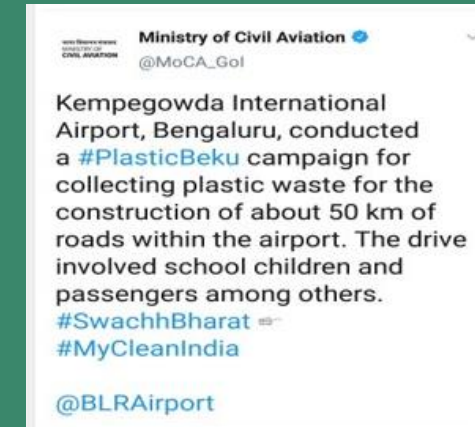 Ministry of Civil Aviation
CIVIL AVIATION
@MoCA_GoI
Kempegowda International
Airport, Bengaluru, conducted
a #PlasticBeku campaign for
collecting plastic waste for the
construction of about 50 km of
roads within the airport. The drive
involved school children and
passengers among others.
#SwachhBharat
#MyCleanIndia
@BLRAirport